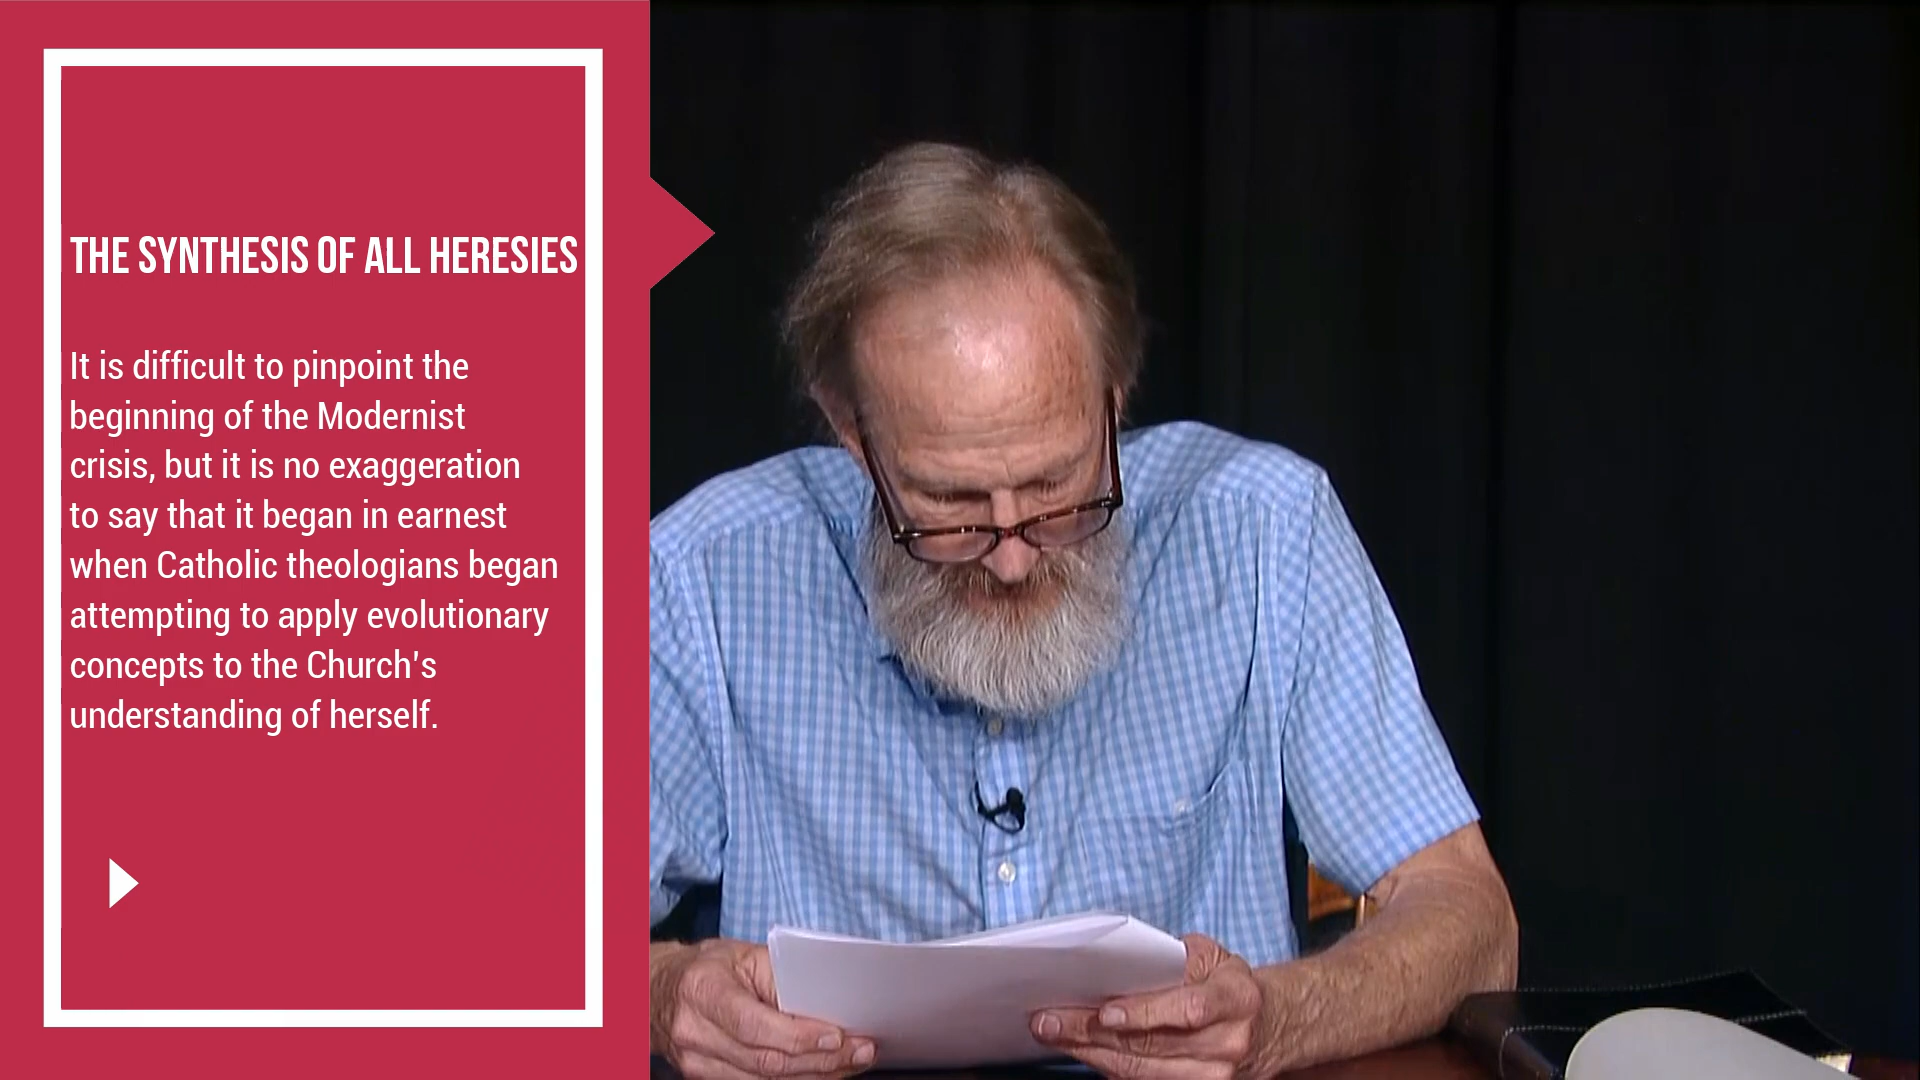 THE SYNTHESIS OF ALL HERESIES
It is difficult to pinpoint the
beginning of the Modernist
crisis, but it is no exaggeration
to say that it began in earnest
when Catholic theologians began
attempting to apply evolutionary
concepts to the Church's
understanding of herself.